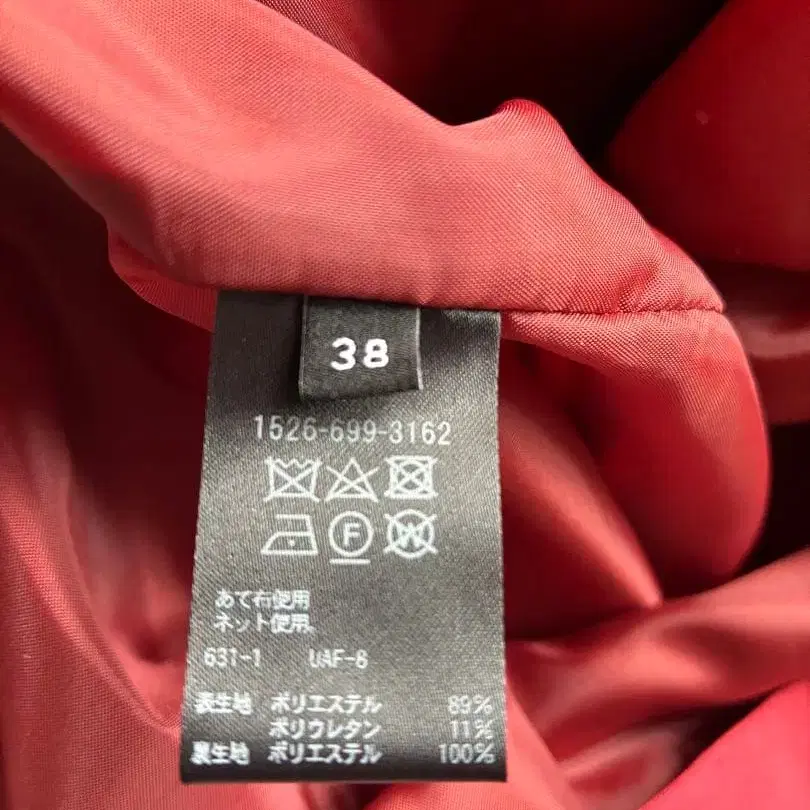 38
1526-699-3162
F W
あて布使用
ネット使用。
631-1 UAF-8
表生地 ポリエステル 89%
ポリウレタン 11%
裏生地 ポリエステル 100%